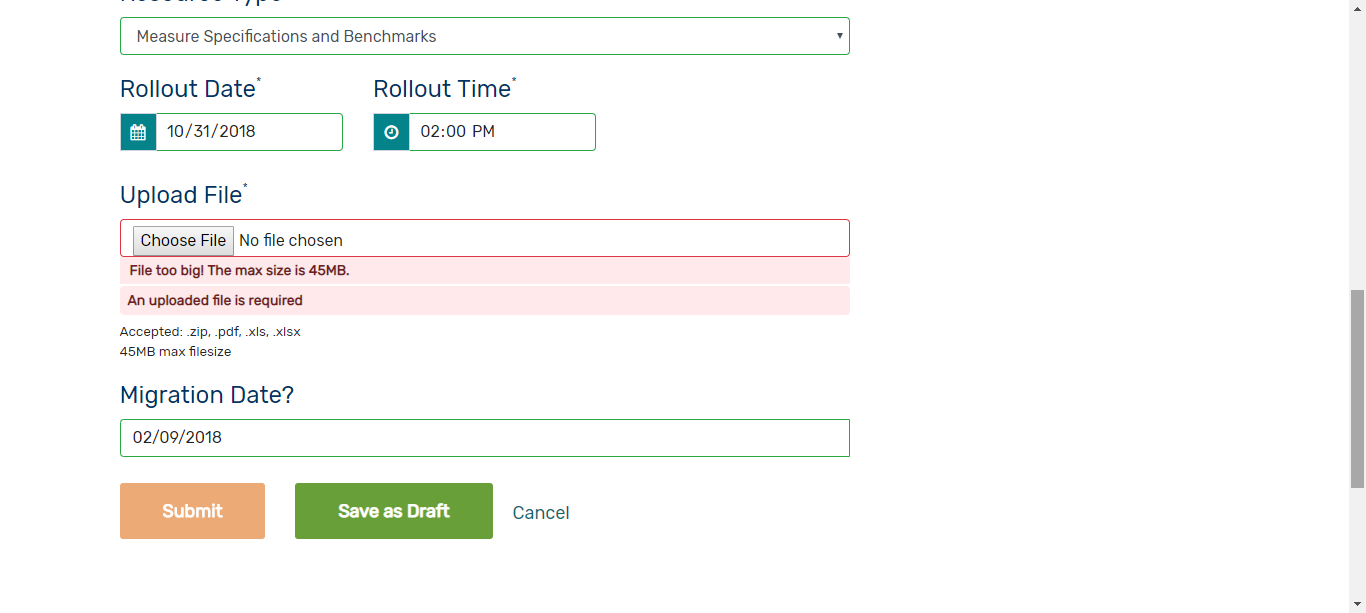 Resource Type
Measure Specifications and Benchmarks
Rollout Date* Rollout Time*
10/31/2018 02:00 PM
Upload File*
Choose File No file chosen
File too big! The max size is 45MB.
An uploaded file is required
Accepted: .zip, .pdf, .xls, .xlsx
45MB max filesize
Migration Date?
02/09/2018
Submit Save as Draft Cancel